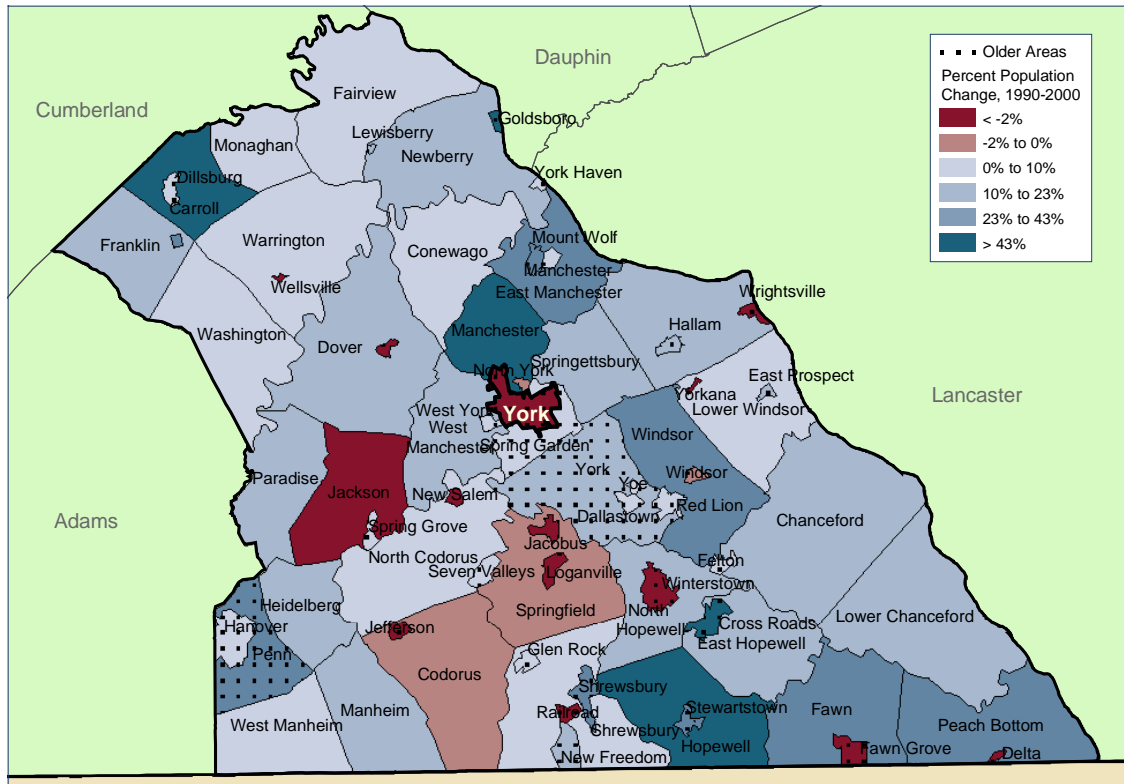 Older Areas
Percent Population
Change, 1990-2000
< -2%
-2% to 0%
0% to 10%
10% to 23%
23% to 43%
> 43%
Dauphin
Cumberland
Fairview
Goldsboro
Lewisberry
Monaghan
Newberry
York Haven
Dillsburg
Carroll
Franklin
Warrington
Conewago
Mount Wolf
Manchester
East Manchester
Wellsville
Wrightsville
Washington
Manchester
Hallam
Dover
Springettsbury
North York
East Prospect
Yorkana
Lancaster
Lower Windsor
West York
York
West
Manchester
Spring Garden
Windsor
Paradise
York
Windsor
Yoe
Jackson
New Salem
Red Lion
Dallastown
Chanceford
Adams
Spring Grove
Jacobus
North Codorus
Felton
Seven Valleys
Loganville
Winterstown
Heidelberg
Springfield
North
Hopewell
Lower Chanceford
Hanover
Jefferson
Cross Roads
East Hopewell
Penn
Glen Rock
Codorus
Shrewsbury
Stewartstown
Fawn
Manheim
Railroad
Peach Bottom
West Manheim
Shrewsbury
Hopewell
New Freedom
Fawn Grove
Delta